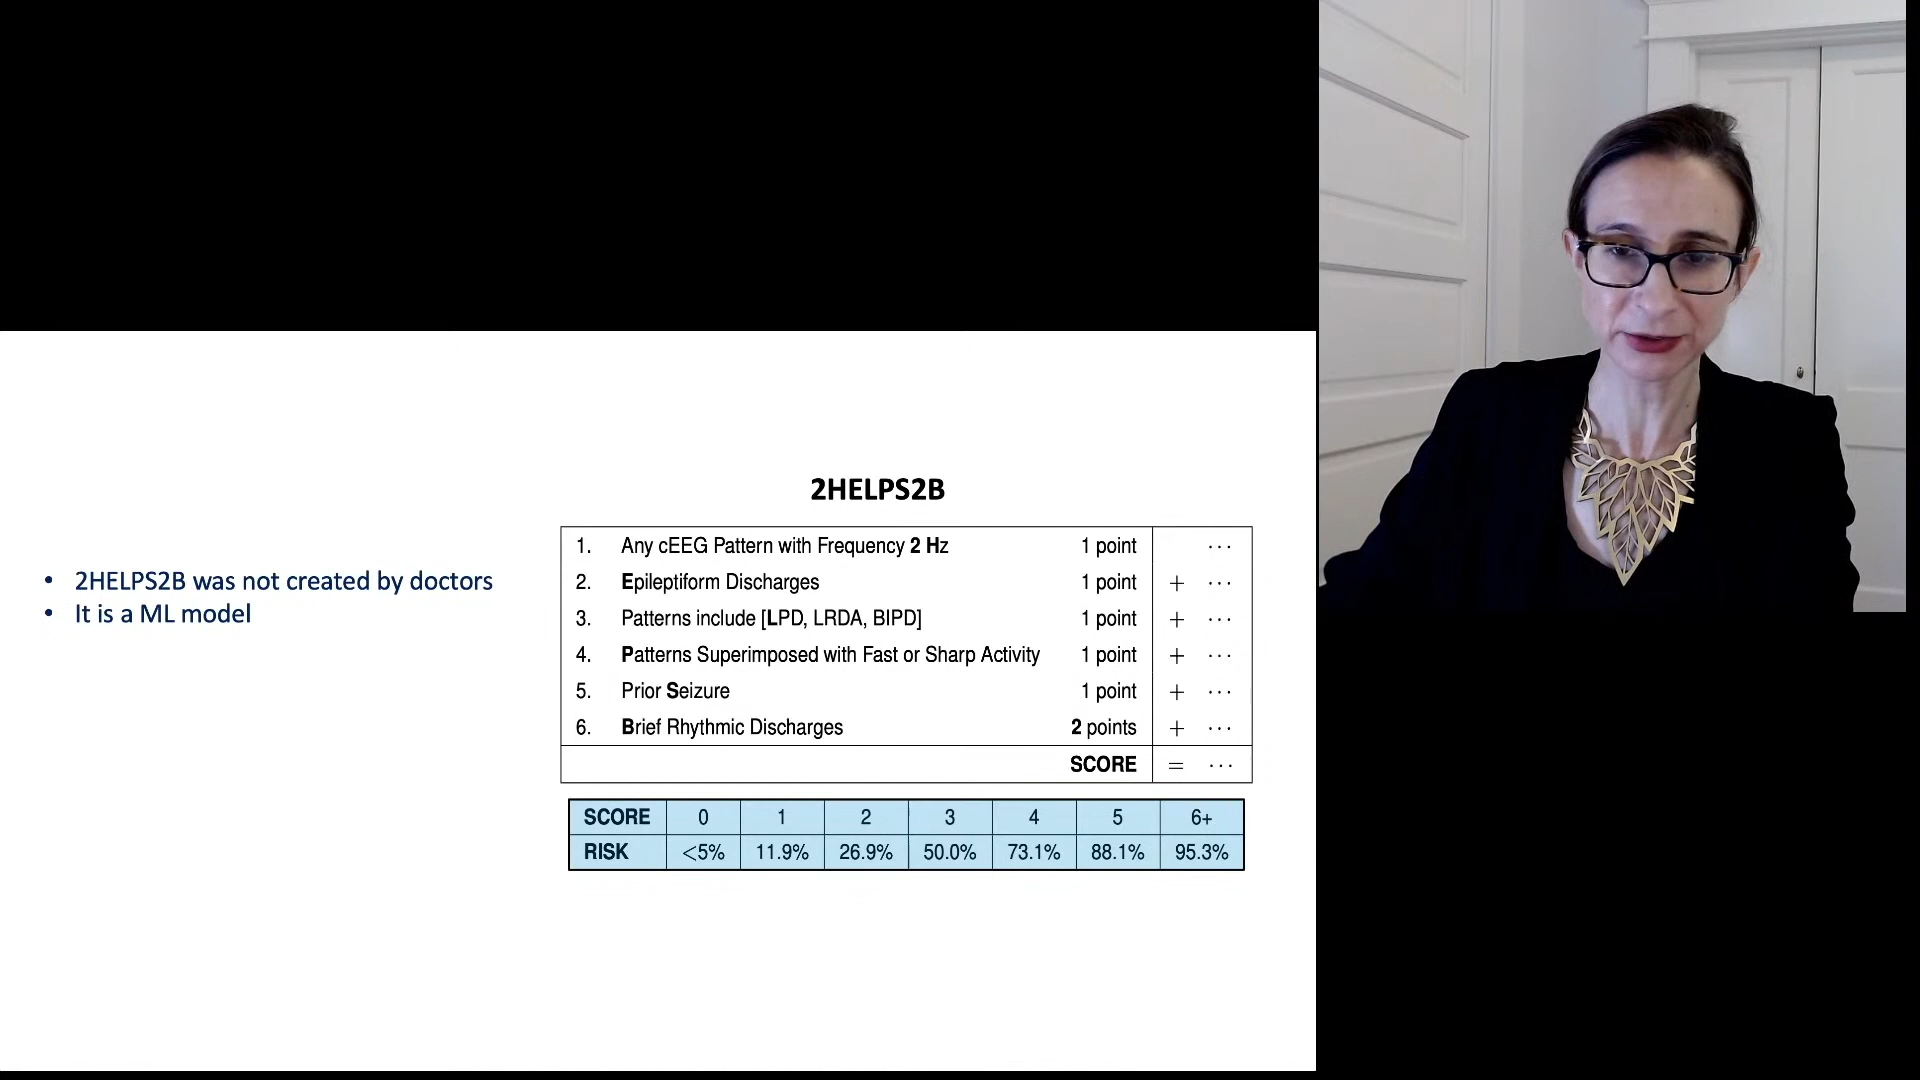 2HELPS2B
• 2HELPS2B was not created by doctors
• It is a ML model
1. Any cEEG Pattern with Frequency 2 Hz 1 point ···
2. Epileptiform Discharges 1 point + ···
3. Patterns include [LPD, LRDA, BIPD] 1 point + ···
4. Patterns Superimposed with Fast or Sharp Activity 1 point + ···
5. Prior Seizure 1 point + ···
6. Brief Rhythmic Discharges 2 points + ···
SCORE = ···
SCORE 0 1 2 3 4 5 6+
RISK <5% 11.9% 26.9% 50.0% 73.1% 88.1% 95.3%